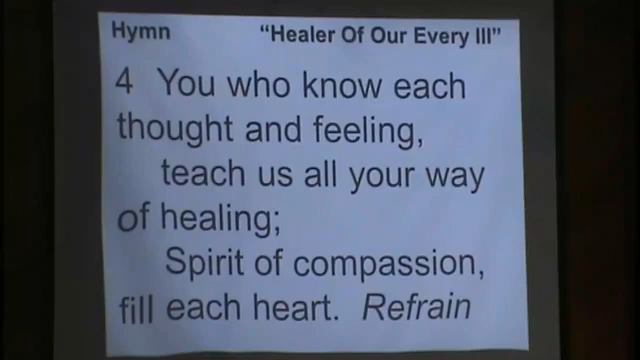 Hymn "Healer Of Our Every Ill"
4 You who know each
thought and feeling,
teach us all your way
of healing;
Spirit of compassion,
fill each heart. Refrain